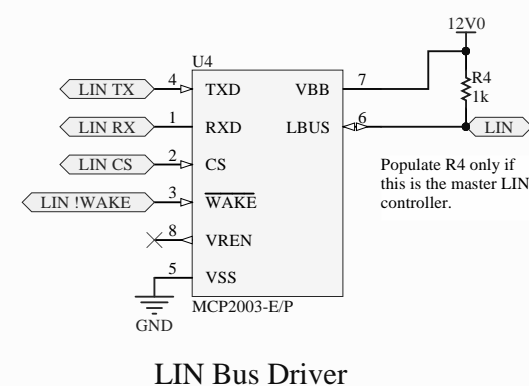 12V0
U4
R4
1k
LIN TX 4 TXD VBB 7
LIN RX 1 RXD LBUS 6 LIN
LIN CS 2 CS
LIN !WAKE 3 WAKE
8 VREN
5 VSS
GND
MCP2003-E/P
Populate R4 only if
this is the master LIN
controller.
LIN Bus Driver